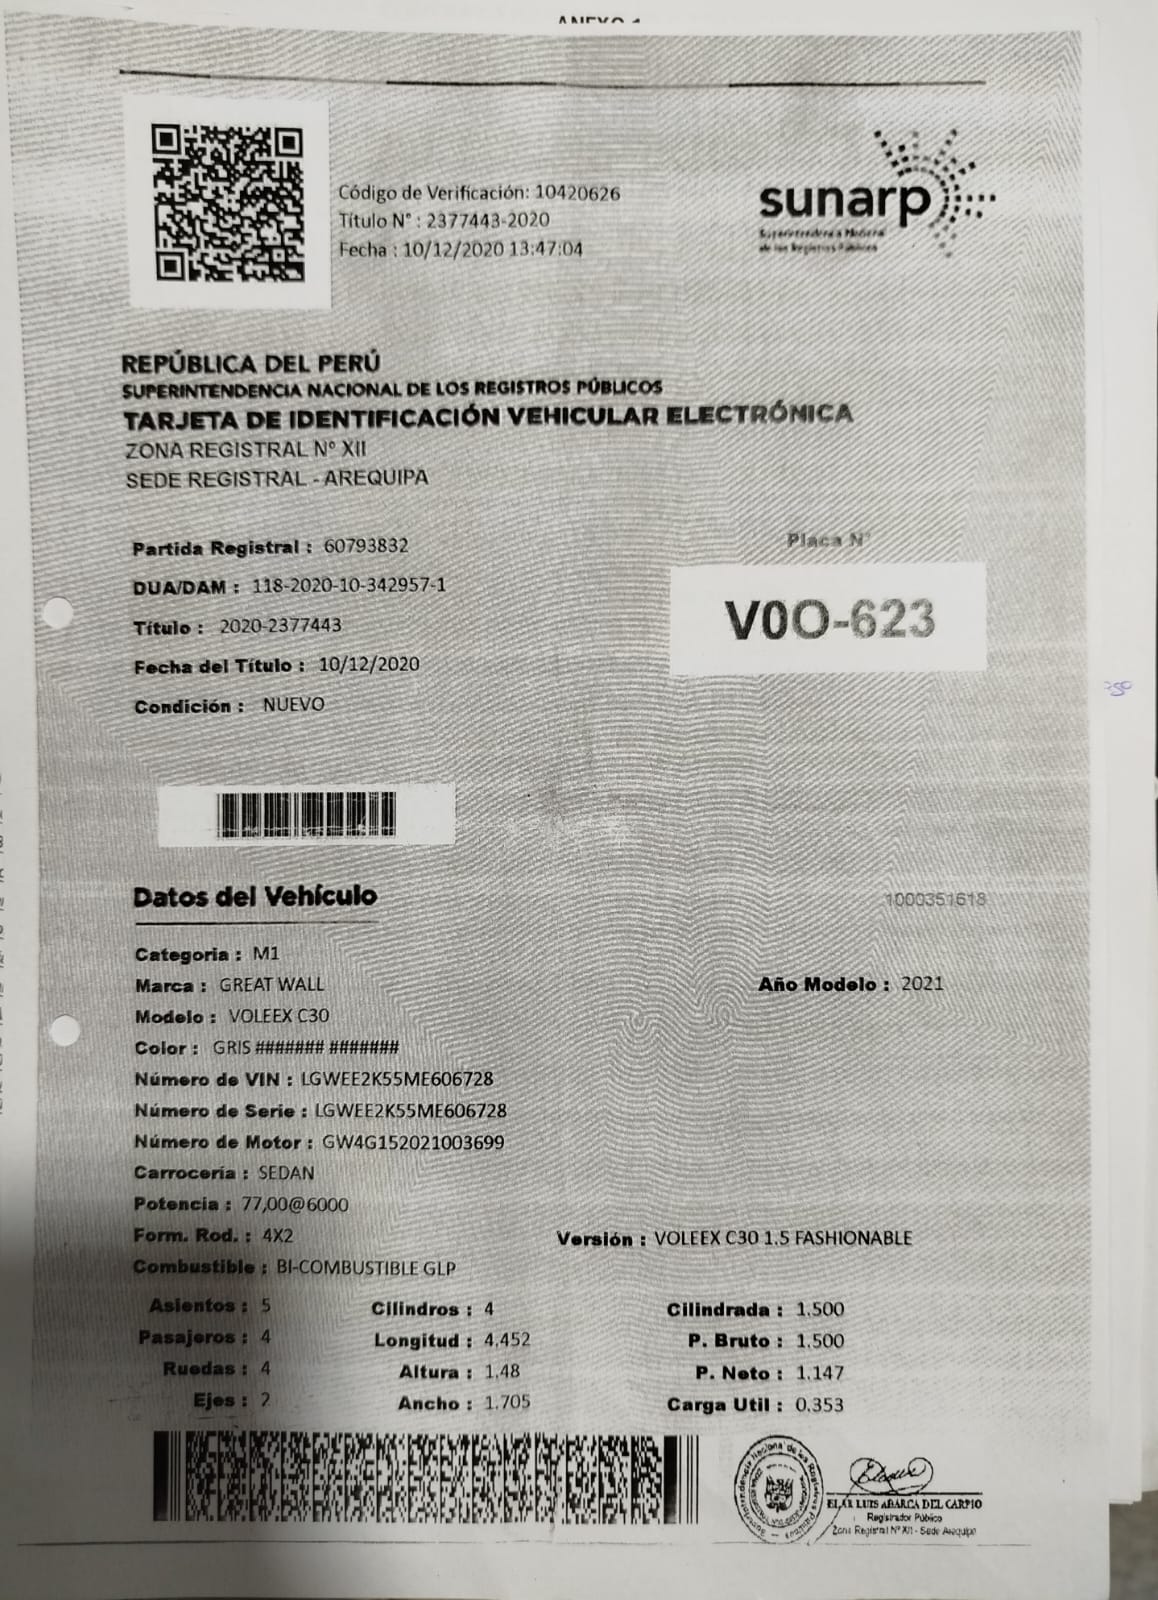 ANEXO 1
Código de Verificación: 10420626
Título N° : 2377443-2020
Fecha : 10/12/2020 13:47:04
sunarp
Superintendencia Nacional
de los Registros Públicos
REPÚBLICA DEL PERÚ
SUPERINTENDENCIA NACIONAL DE LOS REGISTROS PÚBLICOS
TARJETA DE IDENTIFICACIÓN VEHICULAR ELECTRÓNICA
ZONA REGISTRAL N° XII
SEDE REGISTRAL - AREQUIPA
Partida Registral : 60793832
Placa N°
DUA/DAM : 118-2020-10-342957-1
V0O-623
Título : 2020-2377443
Fecha del Título : 10/12/2020
Condición : NUEVO
Datos del Vehículo
1000351618
Categoria : M1
Marca : GREAT WALL
Año Modelo : 2021
Modelo : VOLEEX C30
Color : GRIS ####### #######
Número de VIN : LGWEE2K55ME606728
Número de Serie : LGWEE2K55ME606728
Número de Motor : GW4G152021003699
Carrocería : SEDAN
Potencia : 77,00@6000
Form. Rod. : 4X2
Versión : VOLEEX C30 1.5 FASHIONABLE
Combustible : BI-COMBUSTIBLE GLP
Asientos : 5 Cilindros : 4 Cilindrada : 1.500
Pasajeros : 4 Longitud : 4,452 P. Bruto : 1.500
Ruedas : 4 Altura : 1.48 P. Neto : 1.147
Ejes : 2 Ancho : 1.705 Carga Util : 0.353
LUIS ABARCA DEL CARPIO
Registrador Público
Zona Registral N° XII - Sede Arequipa